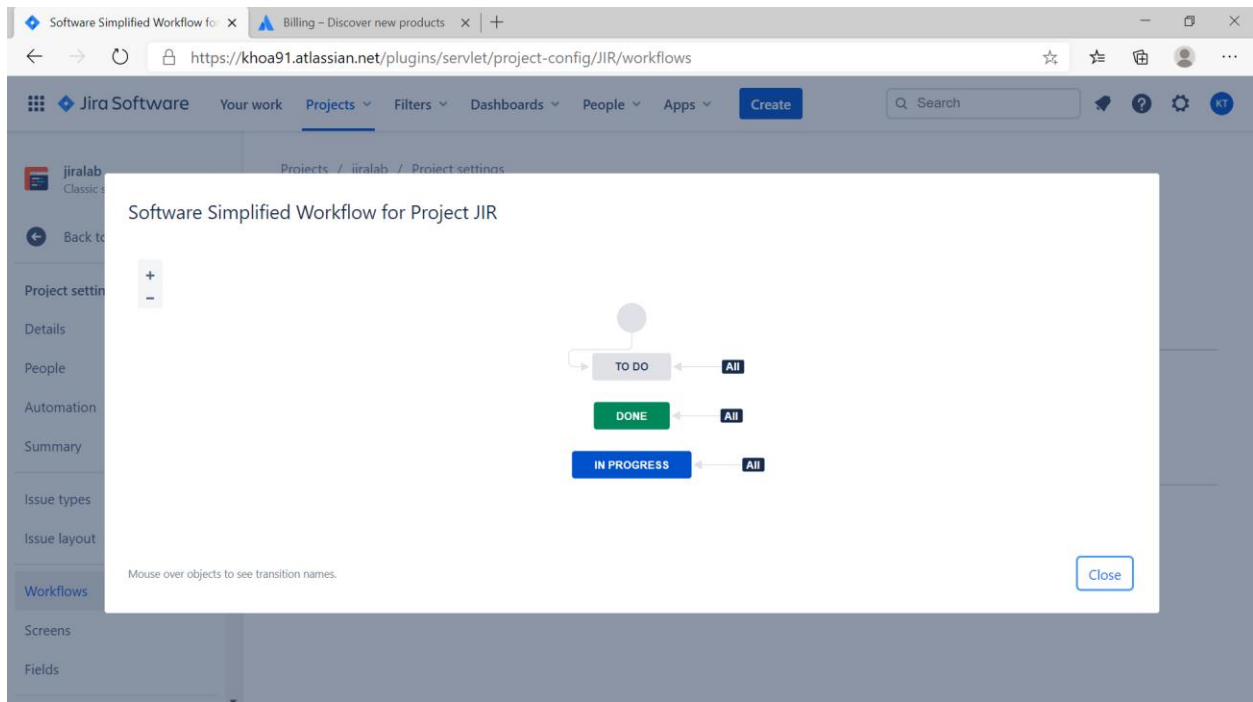 Software Simplified Workflow fo
Billing – Discover new products
https://khoa91.atlassian.net/plugins/servlet/project-config/JIR/workflows
Jira Software Your work Projects Filters Dashboards People Apps Create Search KT
jiralab
Classic
Projects / jiralab / Project settings
Back to
Project settin
Details
People
Automation
Summary
Issue types
Issue layout
Workflows
Screens
Fields
Software Simplified Workflow for Project JIR
+
−
TO DO All
DONE All
IN PROGRESS All
Mouse over objects to see transition names.
Close